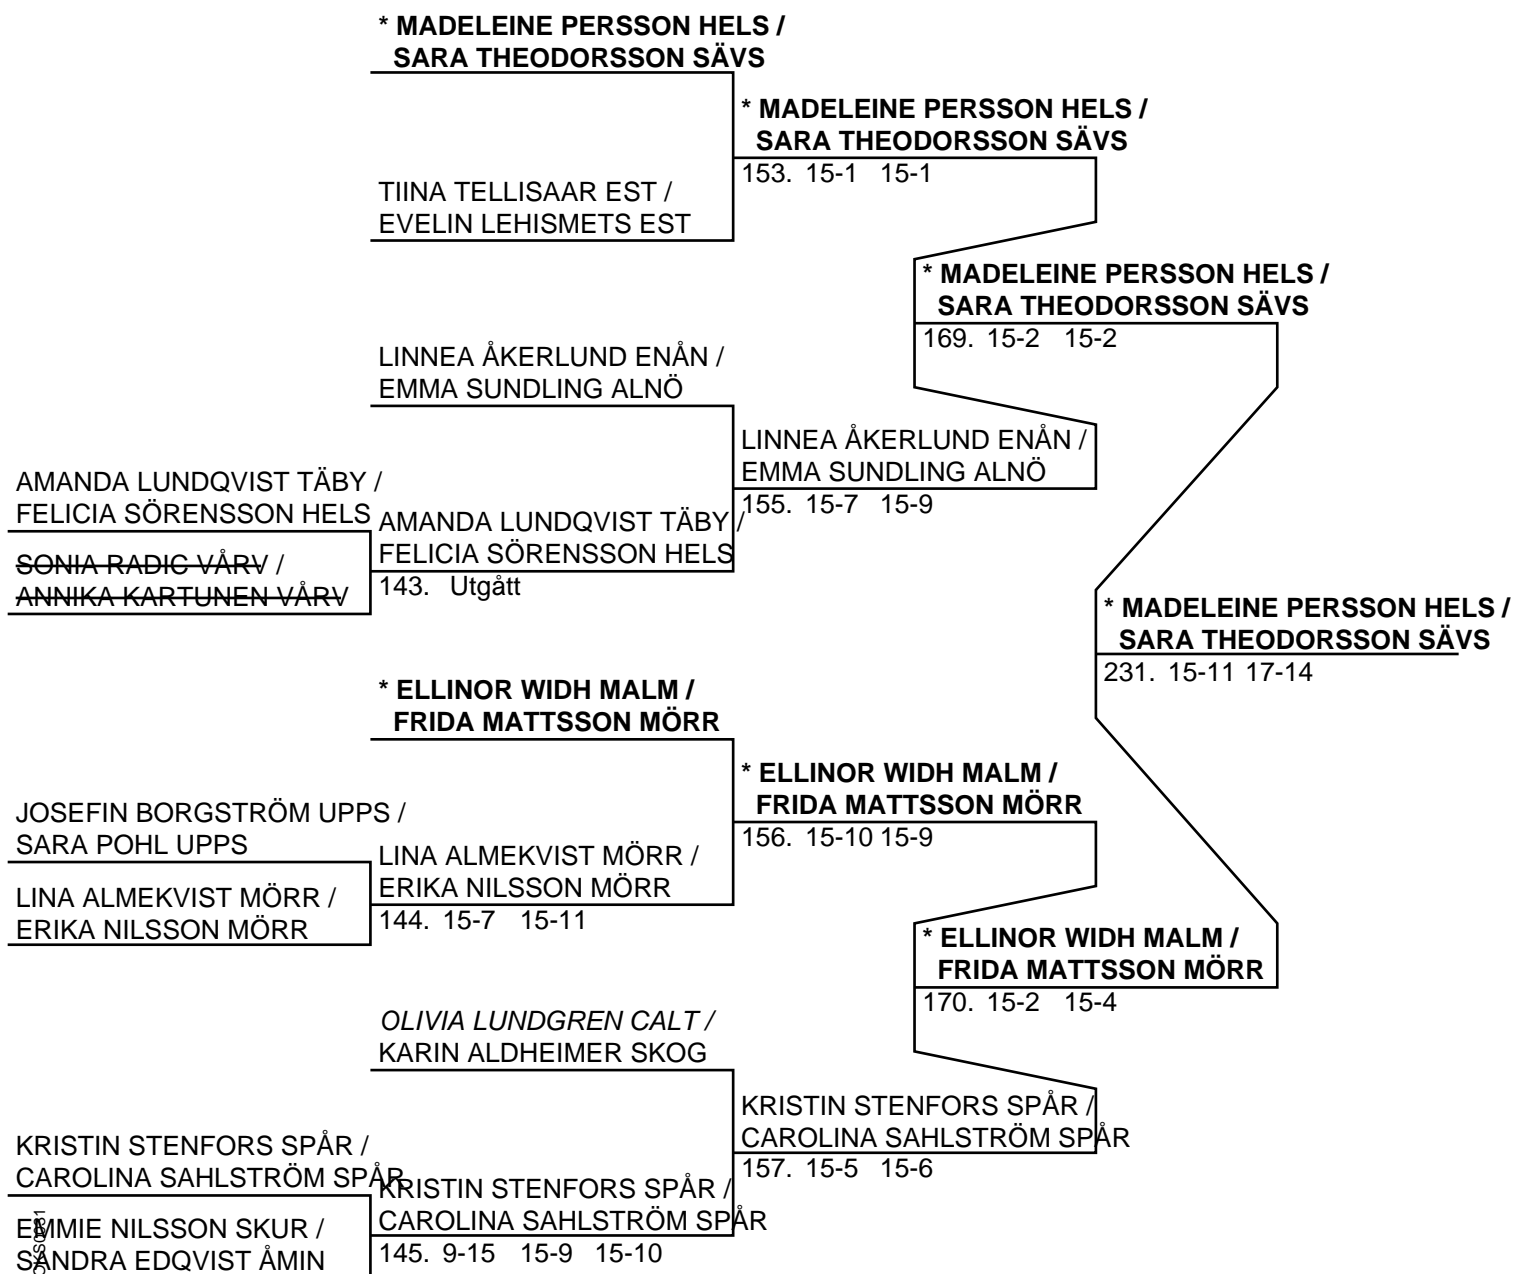 * MADELEINE PERSSON HELS /
SARA THEODORSSON SÄVS
* MADELEINE PERSSON HELS /
SARA THEODORSSON SÄVS
153. 15-1 15-1
TIINA TELLISAAR EST /
EVELIN LEHISMETS EST
* MADELEINE PERSSON HELS /
SARA THEODORSSON SÄVS
169. 15-2 15-2
LINNEA ÅKERLUND ENÅN /
EMMA SUNDLING ALNÖ
LINNEA ÅKERLUND ENÅN /
EMMA SUNDLING ALNÖ
155. 15-7 15-9
AMANDA LUNDQVIST TÄBY /
FELICIA SÖRENSSON HELS
AMANDA LUNDQVIST TÄBY /
FELICIA SÖRENSSON HELS
143. Utgått
SONIA RADIC VÅRV /
ANNIKA KARTUNEN VÅRV
* MADELEINE PERSSON HELS /
SARA THEODORSSON SÄVS
231. 15-11 17-14
* ELLINOR WIDH MALM /
FRIDA MATTSSON MÖRR
* ELLINOR WIDH MALM /
FRIDA MATTSSON MÖRR
156. 15-10 15-9
JOSEFIN BORGSTRÖM UPPS /
SARA POHL UPPS
LINA ALMEKVIST MÖRR /
ERIKA NILSSON MÖRR
144. 15-7 15-11
LINA ALMEKVIST MÖRR /
ERIKA NILSSON MÖRR
* ELLINOR WIDH MALM /
FRIDA MATTSSON MÖRR
170. 15-2 15-4
OLIVIA LUNDGREN CALT /
KARIN ALDHEIMER SKOG
KRISTIN STENFORS SPÅR /
CAROLINA SAHLSTRÖM SPÅR
157. 15-5 15-6
KRISTIN STENFORS SPÅR /
CAROLINA SAHLSTRÖM SPÅR
KRISTIN STENFORS SPÅR /
CAROLINA SAHLSTRÖM SPÅR
145. 9-15 15-9 15-10
EMMIE NILSSON SKUR /
SANDRA EDQVIST ÅMIN